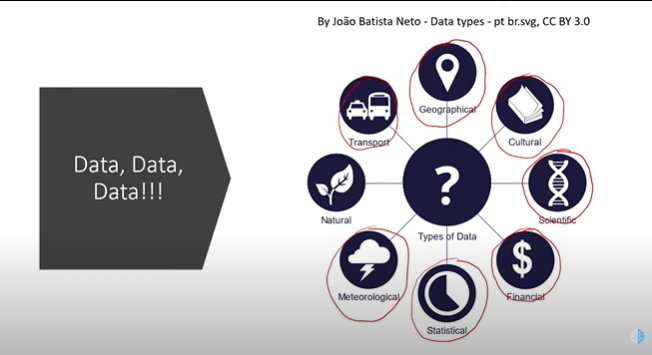 By João Batista Neto - Data types - pt br.svg, CC BY 3.0
Data, Data,
Data!!!
Geographical
Transport
Cultural
?
Natural
Scientific
Types of Data
Meteorological
$
Financial
Statistical